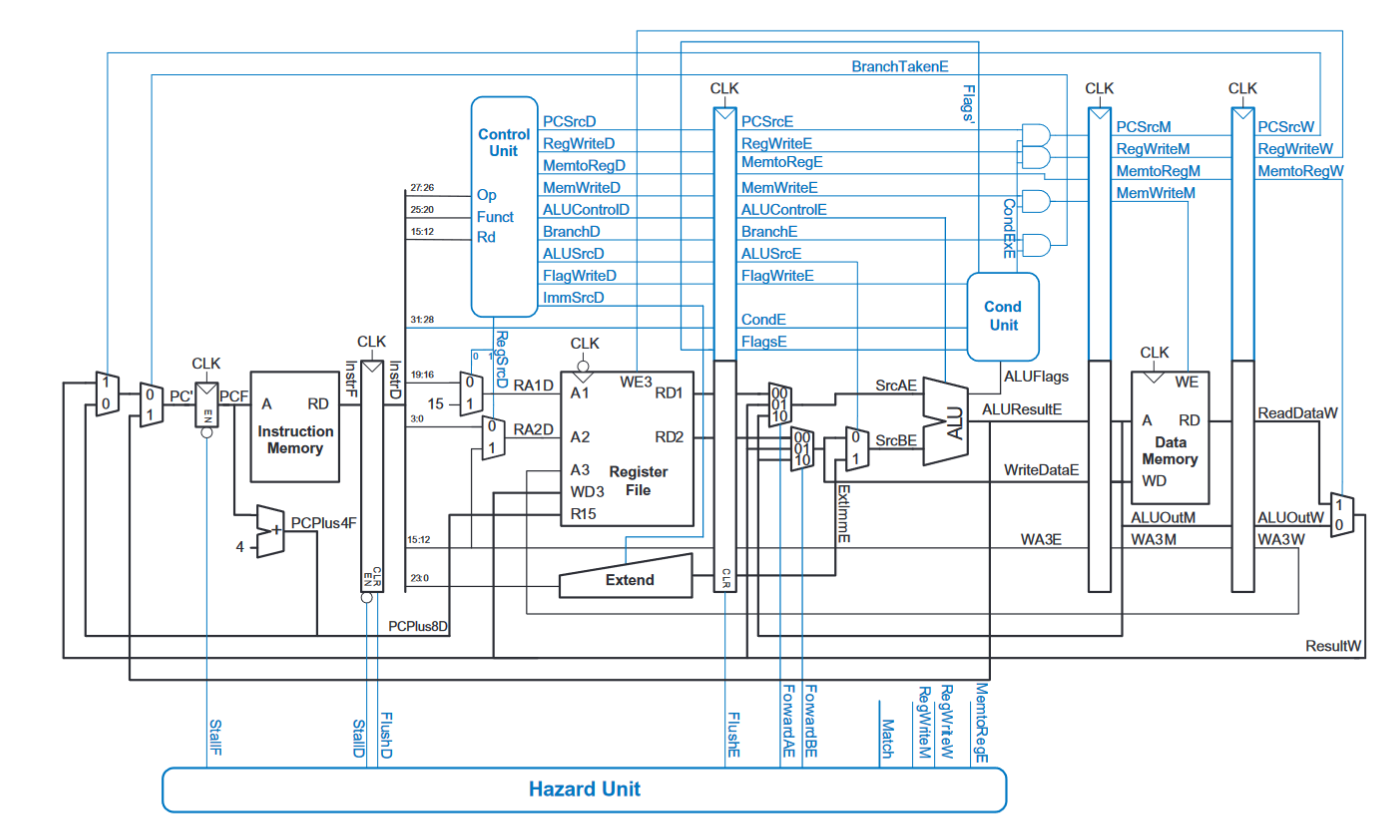 BranchTakenE
CLK
CLK
CLK
Flags'
Control
Unit
Op
Funct
Rd
27:26
25:20
15:12
PCSrcD
RegWriteD
MemtoRegD
MemWriteD
ALUControlD
BranchD
ALUSrcD
FlagWriteD
ImmSrcD
PCSrcE
RegWriteE
MemtoRegE
MemWriteE
ALUControlE
BranchE
ALUSrcE
FlagWriteE
CondE
FlagsE
CondExE
Cond
Unit
PCSrcM
RegWriteM
MemtoRegM
MemWriteM
PCSrcW
RegWriteW
MemtoRegW
31:28
RegSrcD
0 1
CLK
CLK
CLK
CLK
1
0
0
1
PC'
PCF
EN
A RD
Instruction
Memory
InstrF
InstrD
19:16
15
3:0
0
1
0
1
RA1D
RA2D
A1
A2
A3
WD3
R15
WE3
RD1
RD2
Register
File
00
01
10
00
01
10
0
1
SrcAE
SrcBE
ALU
ALUFlags
ALUResultE
WriteDataE
ExtImmE
WE
A RD
Data
Memory
WD
ReadDataW
1
0
4
+
PCPlus4F
CLR
EN
15:12
23:0
Extend
CLR
WA3E
ALUOutM
WA3M
ALUOutW
WA3W
PCPlus8D
ResultW
StallF
StallD
FlushD
FlushE
ForwardAE
ForwardBE
Match
RegWriteM
RegWriteW
MemtoRegE
Hazard Unit